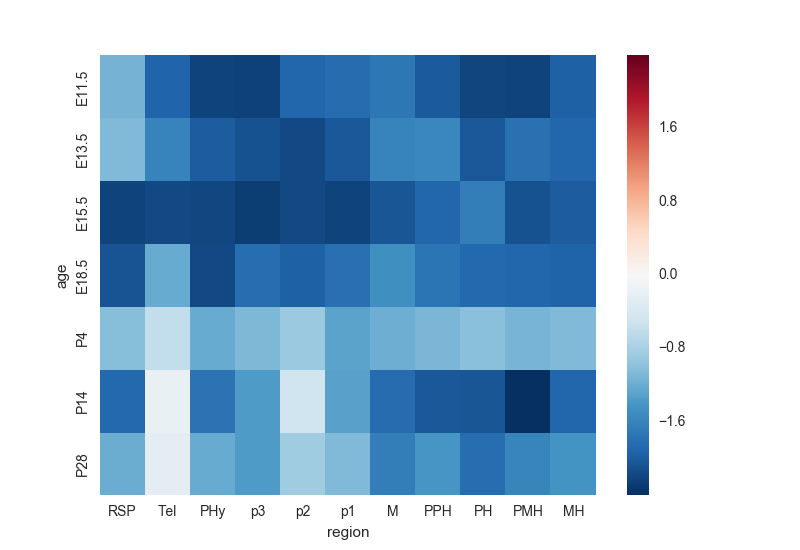 age
E11.5
E13.5
E15.5
E18.5
P4
P14
P28
RSP Tel PHy p3 p2 p1 M PPH PH PMH MH
region
1.6
0.8
0.0
−0.8
−1.6